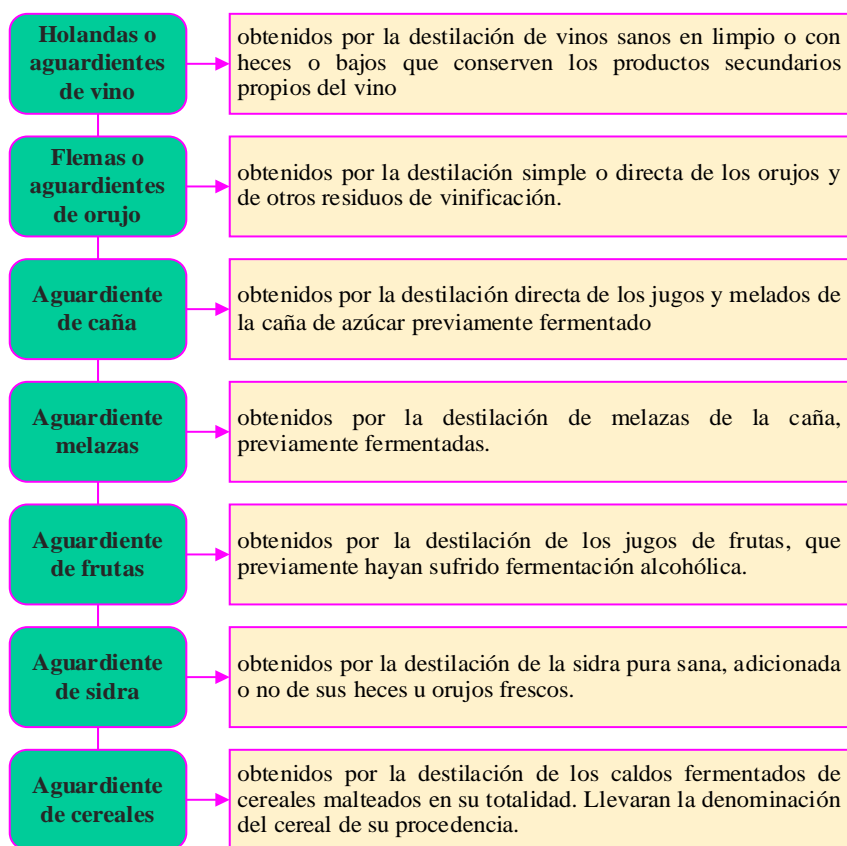 Holandas o
aguardientes
de vino
obtenidos por la destilación de vinos sanos en limpio o con
heces o bajos que conserven los productos secundarios
propios del vino
Flemas o
aguardientes
de orujo
obtenidos por la destilación simple o directa de los orujos y
de otros residuos de vinificación.
Aguardiente
de caña
obtenidos por la destilación directa de los jugos y melados de
la caña de azúcar previamente fermentado
Aguardiente
melazas
obtenidos por la destilación de melazas de la caña,
previamente fermentadas.
Aguardiente
de frutas
obtenidos por la destilación de los jugos de frutas, que
previamente hayan sufrido fermentación alcohólica.
Aguardiente
de sidra
obtenidos por la destilación de la sidra pura sana, adicionada
o no de sus heces u orujos frescos.
Aguardiente
de cereales
obtenidos por la destilación de los caldos fermentados de
cereales malteados en su totalidad. Llevaran la denominación
del cereal de su procedencia.